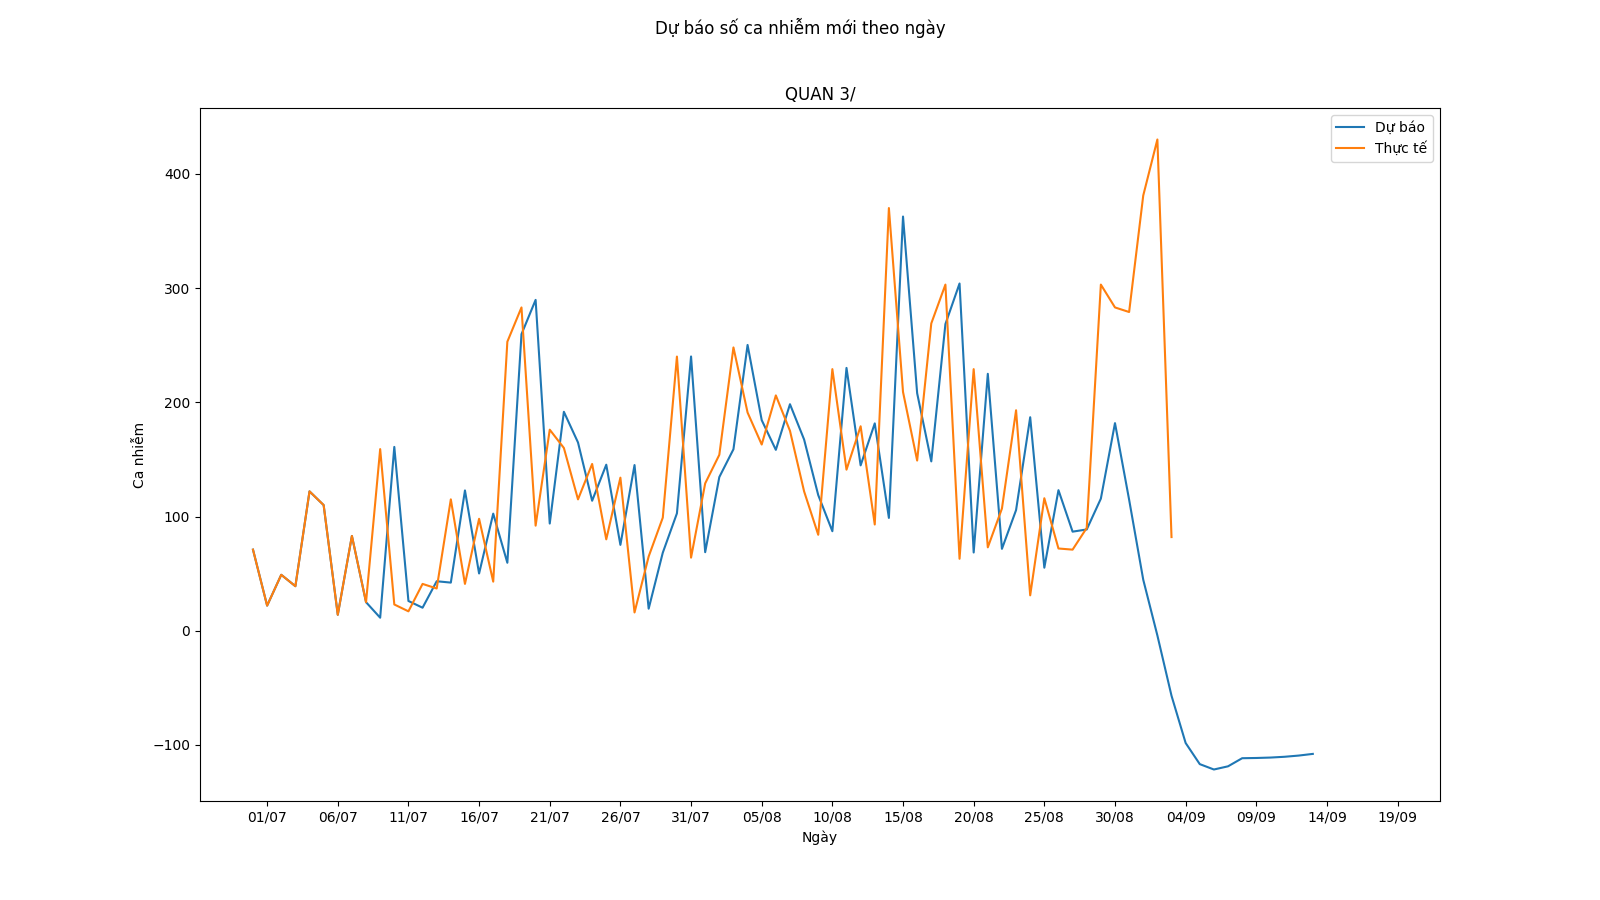 Dự báo số ca nhiễm mới theo ngày
QUAN 3/
Dự báo
Thực tế
400
300
200
100
0
−100
Ca nhiễm
01/07 06/07 11/07 16/07 21/07 26/07 31/07 05/08 10/08 15/08 20/08 25/08 30/08 04/09 09/09 14/09 19/09
Ngày